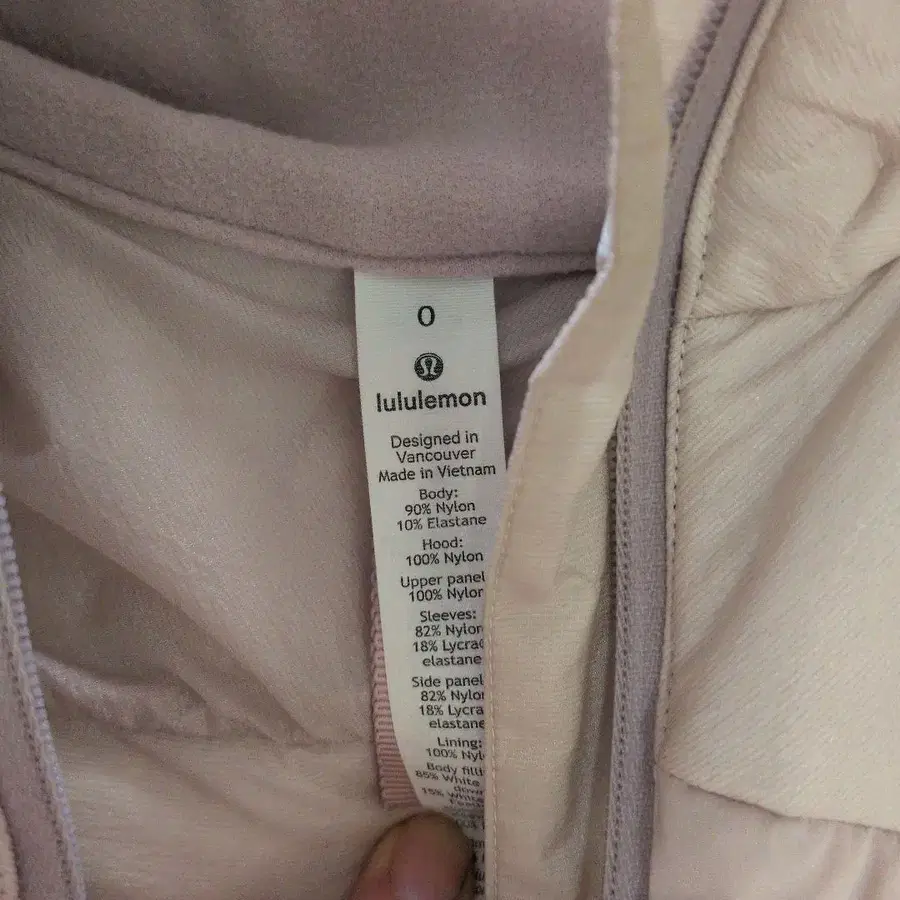 0
lululemon
Designed in
Vancouver
Made in Vietnam
Body:
90% Nylon
10% Elastane
Hood:
100% Nylon
Upper panel
100% Nylon
Sleeves:
82% Nylon
18% Lycra
elastane
Side panel
82% Nylo
18% Lycra
elastane
Lining:
100% Nyl
Body filli
85% White
down
15% White